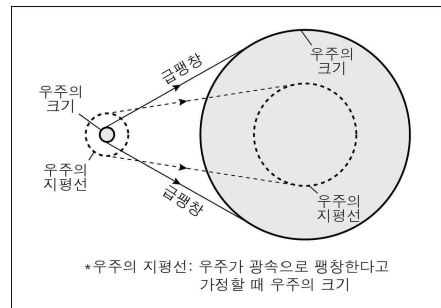 우주의
크기
급팽창
우주의
크기
우주의
지평선
급팽창
우주의
지평선
*우주의 지평선: 우주가 광속으로 팽창한다고
가정할 때 우주의 크기